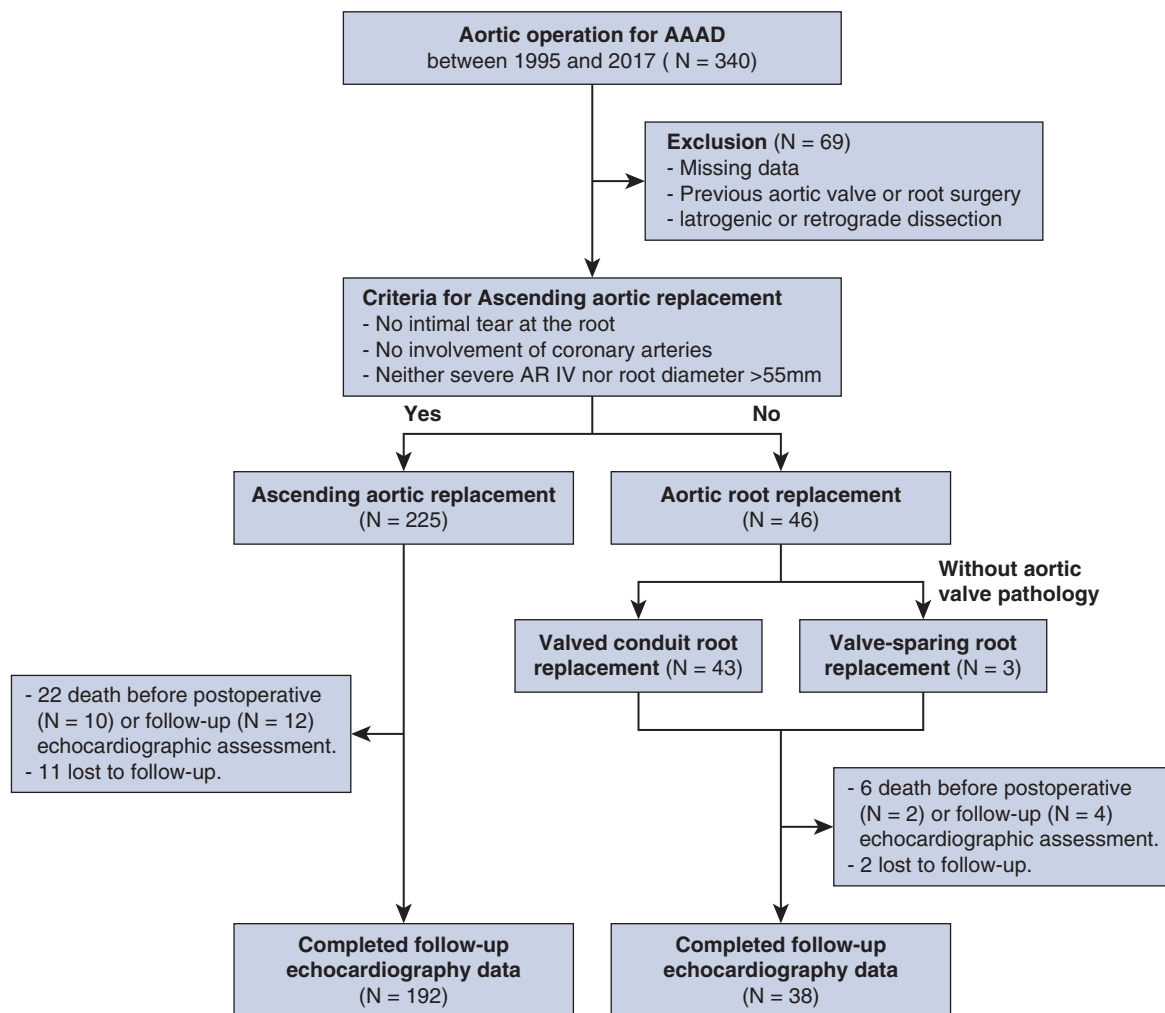 Aortic operation for AAAD
between 1995 and 2017 ( N = 340)
Exclusion (N = 69)
- Missing data
- Previous aortic valve or root surgery
- Iatrogenic or retrograde dissection
Criteria for Ascending aortic replacement
- No intimal tear at the root
- No involvement of coronary arteries
- Neither severe AR IV nor root diameter >55mm
Yes
No
Ascending aortic replacement
(N = 225)
Aortic root replacement
(N = 46)
Without aortic
valve pathology
Valved conduit root
replacement (N = 43)
Valve-sparing root
replacement (N = 3)
- 22 death before postoperative
(N = 10) or follow-up (N = 12)
echocardiographic assessment.
- 11 lost to follow-up.
- 6 death before postoperative
(N = 2) or follow-up (N = 4)
echocardiographic assessment.
- 2 lost to follow-up.
Completed follow-up
echocardiography data
(N = 192)
Completed follow-up
echocardiography data
(N = 38)